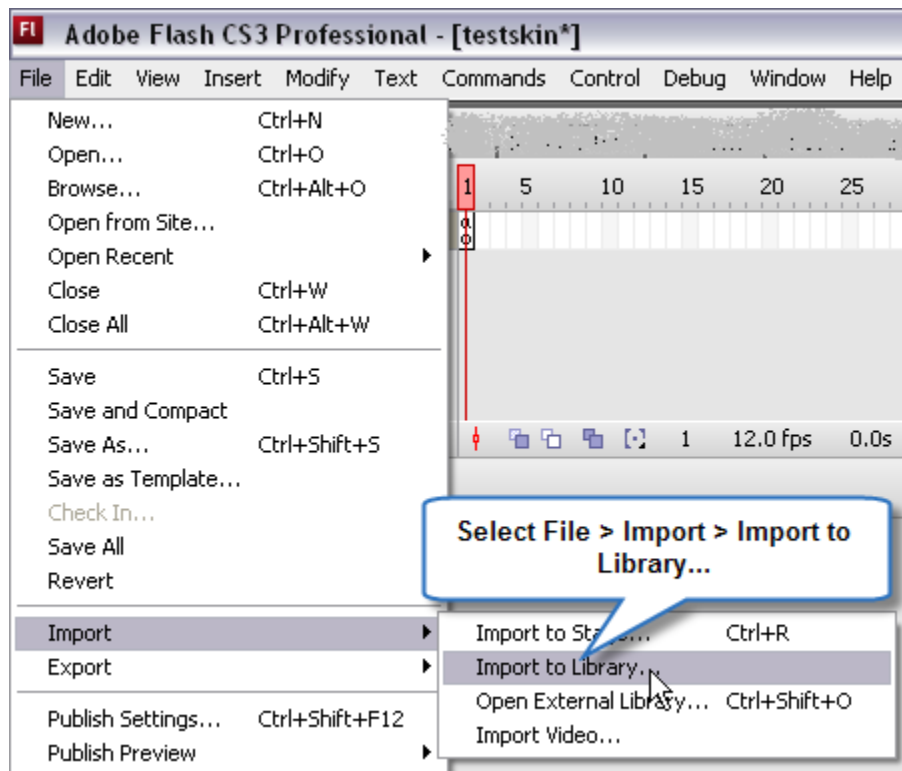 Fl Adobe Flash CS3 Professional - [testskin*]
File Edit View Insert Modify Text Commands Control Debug Window Help
New... Ctrl+N
Open... Ctrl+O
Browse... Ctrl+Alt+O
Open from Site...
Open Recent
Close Ctrl+W
Close All Ctrl+Alt+W
Save Ctrl+S
Save and Compact
Save As... Ctrl+Shift+S
Save as Template...
Check In...
Save All
Revert
Import
Export
Publish Settings... Ctrl+Shift+F12
Publish Preview
1 5 10 15 20 25
a
1 12.0 fps 0.0s
Select File > Import > Import to
Library...
Import to Stage... Ctrl+R
Import to Library...
Open External Library... Ctrl+Shift+O
Import Video...